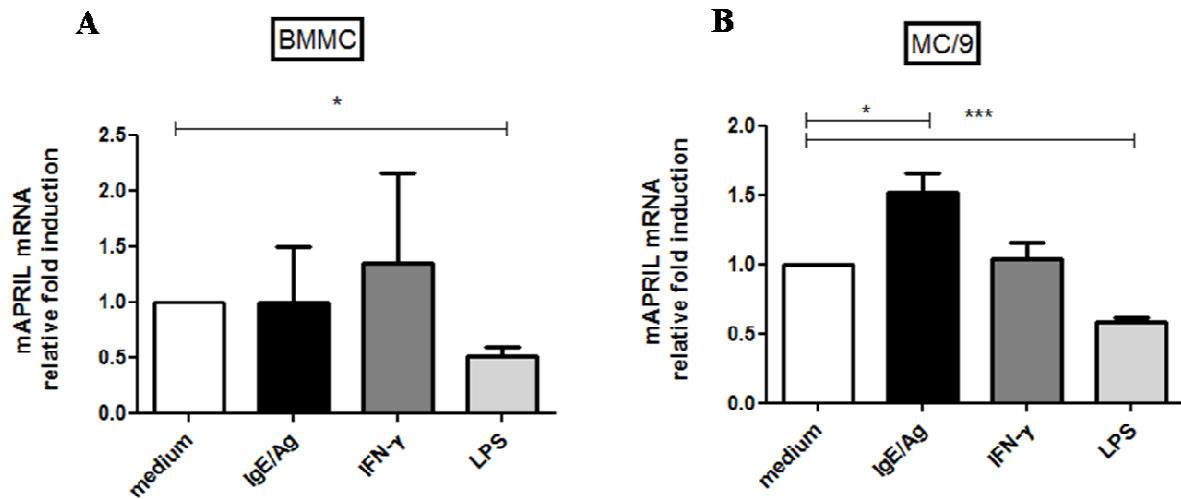 A
BMMC
*
2.5
2.0
1.5
1.0
0.5
0.0
mAPRIL mRNA
relative fold induction
medium
IgE/Ag
IFN-γ
LPS
B
MC/9
*
***
2.0
1.5
1.0
0.5
0.0
mAPRIL mRNA
relative fold induction
medium
IgE/Ag
IFN-γ
LPS